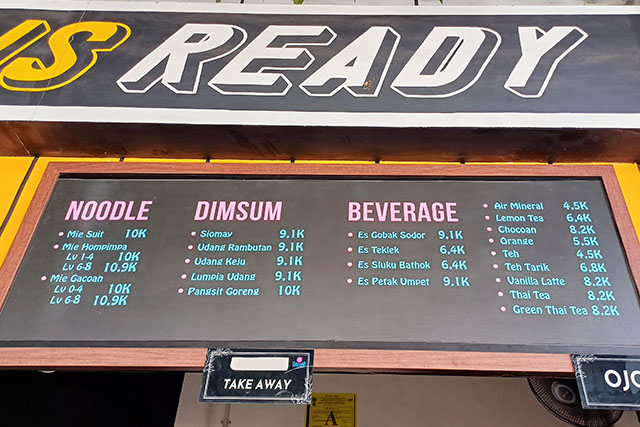 IS READY
NOODLE
• Mie Suit 10K
• Mie Hompimpa
Lv 1-4 10K
Lv 6-8 10.9K
• Mie Gacoan
Lv 0-4 10K
Lv 6-8 10.9K
DIMSUM
• Siomay 9.1K
• Udang Rambutan 9.1K
• Udang Keju 9.1K
• Lumpia Udang 9.1K
• Pangsit Goreng 10K
BEVERAGE
• Es Gobak Sodor 9.1K
• Es Teklek 6.4K
• Es Sluku Bathok 6.4K
• Es Petak Umpet 9.1K
• Air Mineral 4.5K
• Lemon Tea 6.4K
• Chocoan 8.2K
• Orange 5.5K
• Teh 4.5K
• Teh Tarik 6.8K
• Vanilla Latte 8.2K
• Thai Tea 8.2K
• Green Thai Tea 8.2K
TAKE AWAY
A